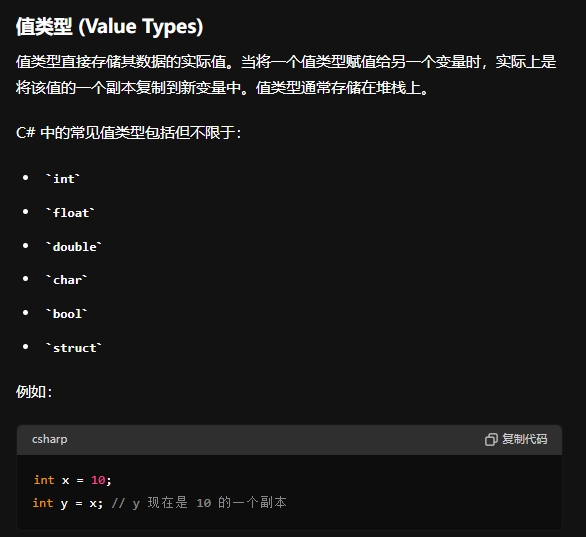 值类型 (Value Types)
值类型直接存储其数据的实际值。当将一个值类型赋值给另一个变量时，实际上是
将该值的一个副本复制到新变量中。值类型通常存储在堆栈上。
C# 中的常见值类型包括但不限于：
• `int`
• `float`
• `double`
• `char`
• `bool`
• `struct`
例如：
csharp 复制代码
int x = 10;
int y = x; // y 现在是 10 的一个副本